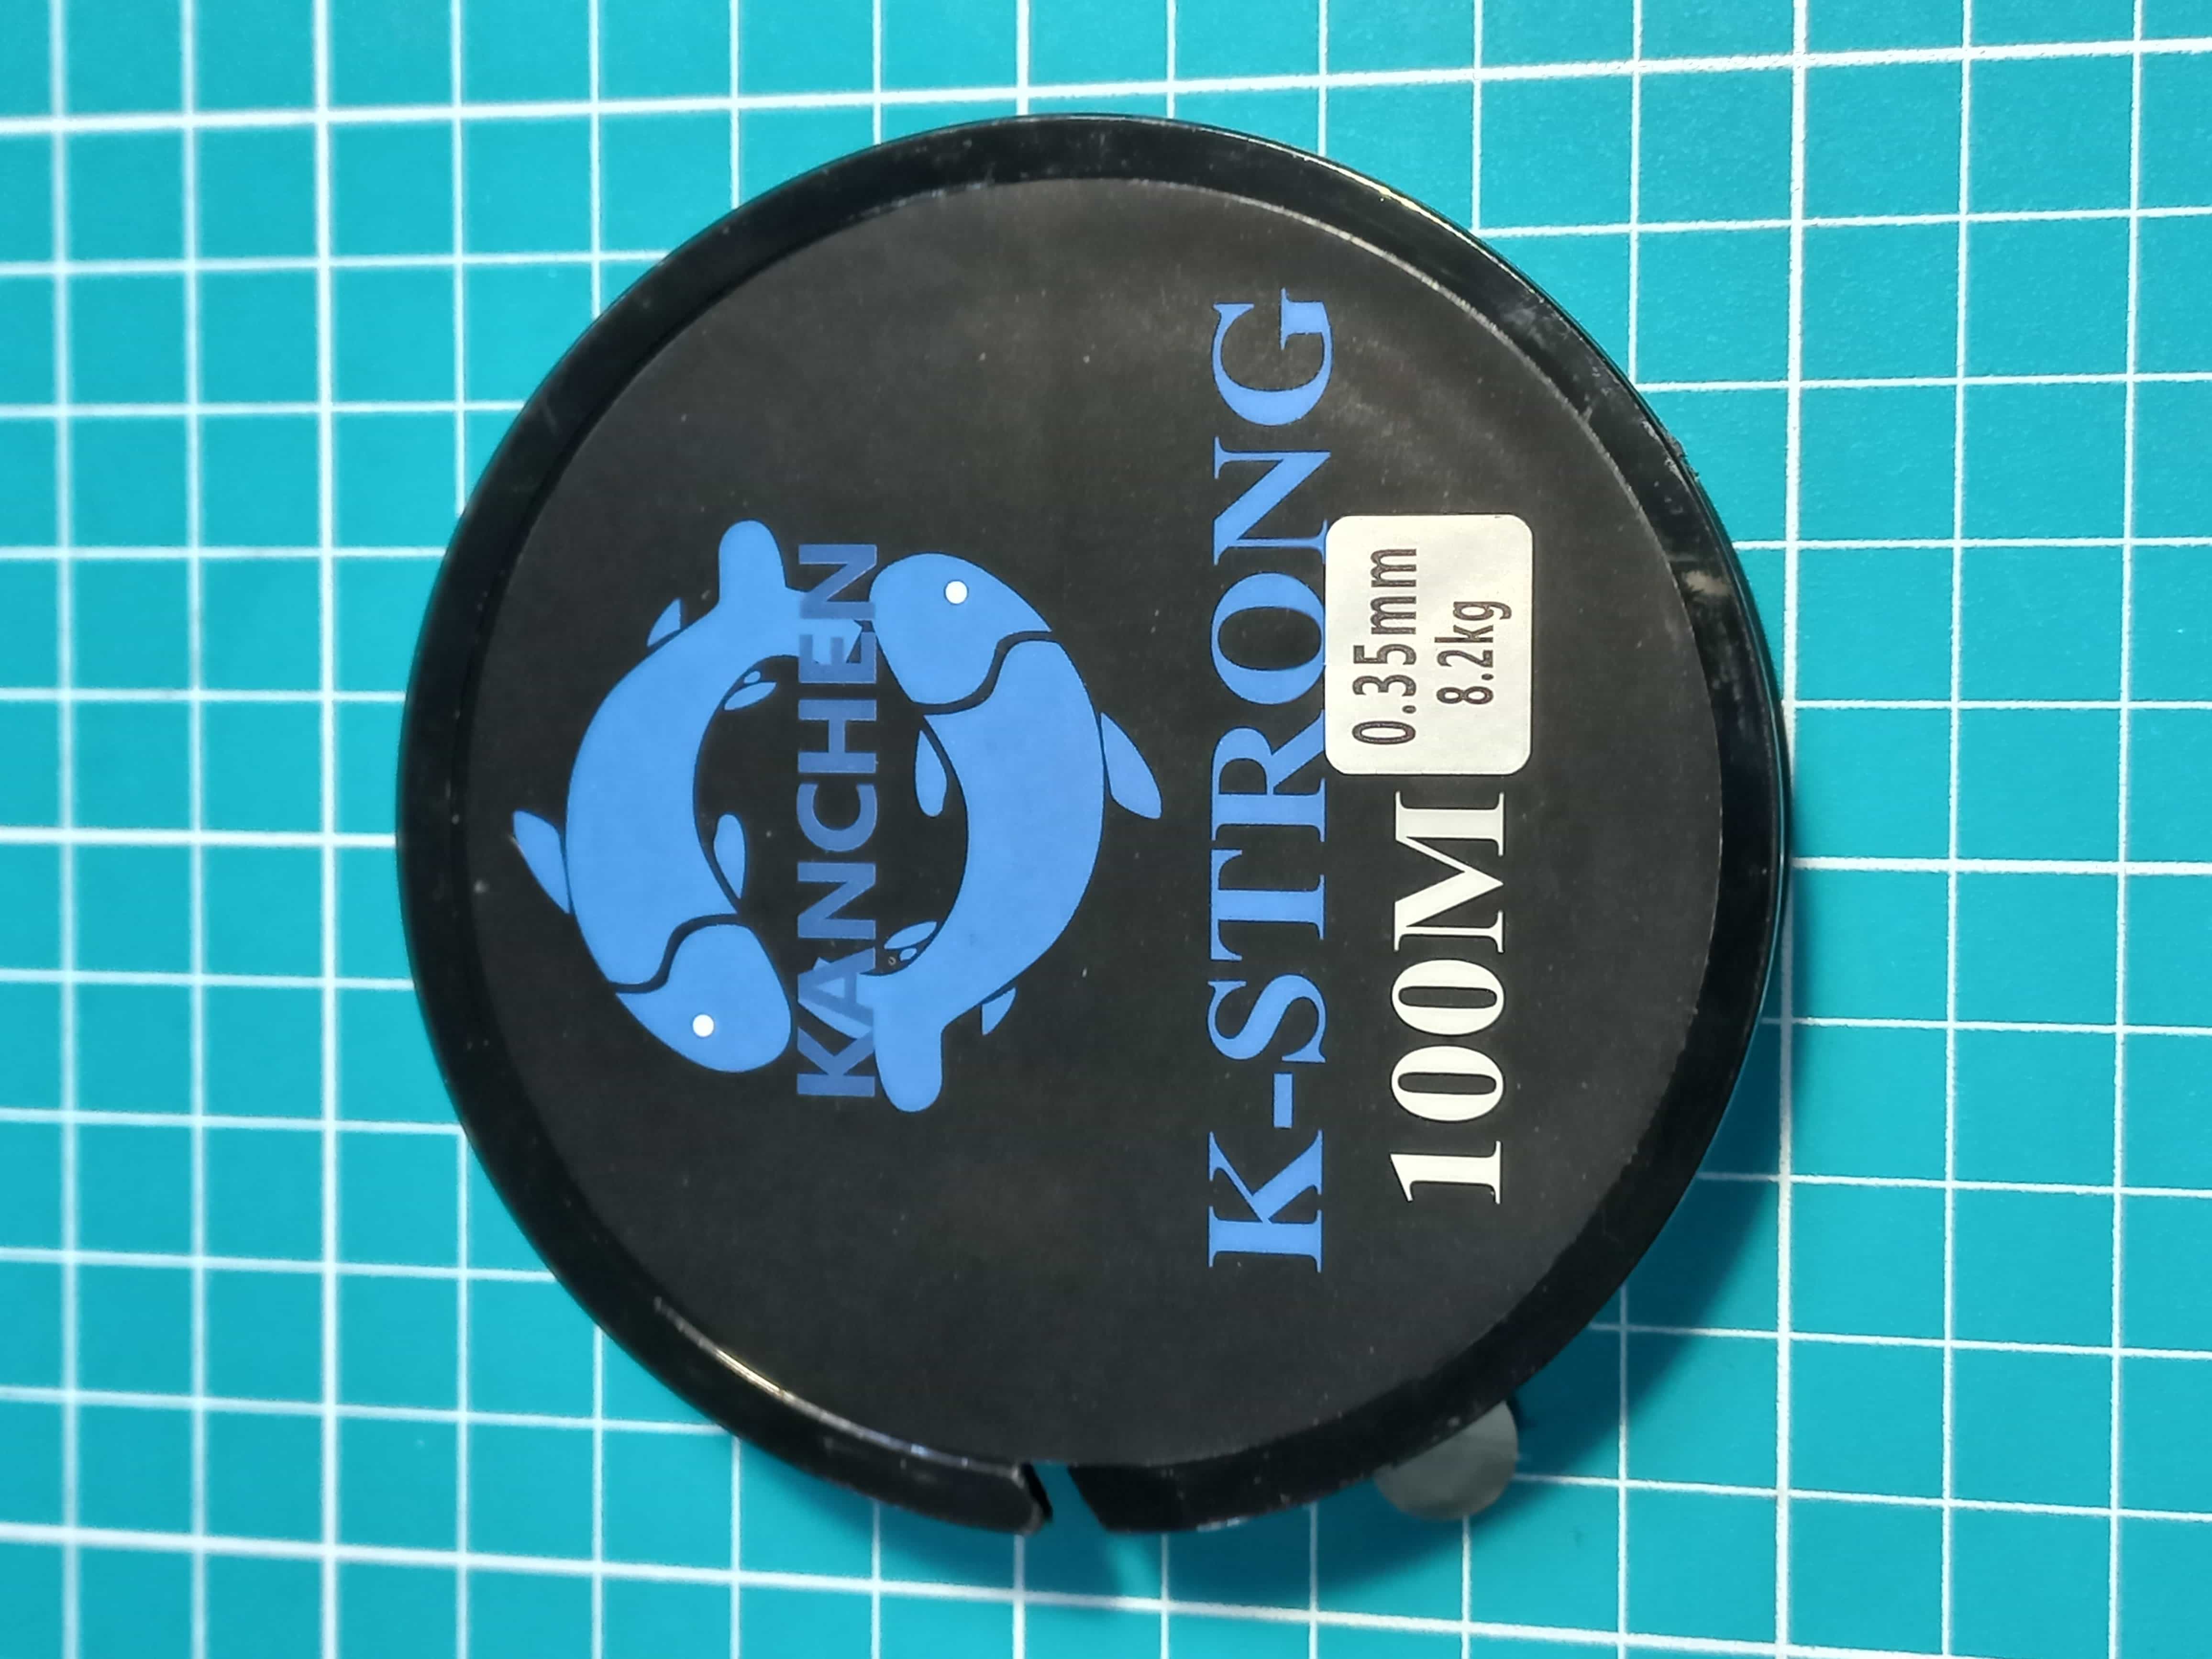 KANCHEN
K-STRONG
100M
0.35mm
8.2kg